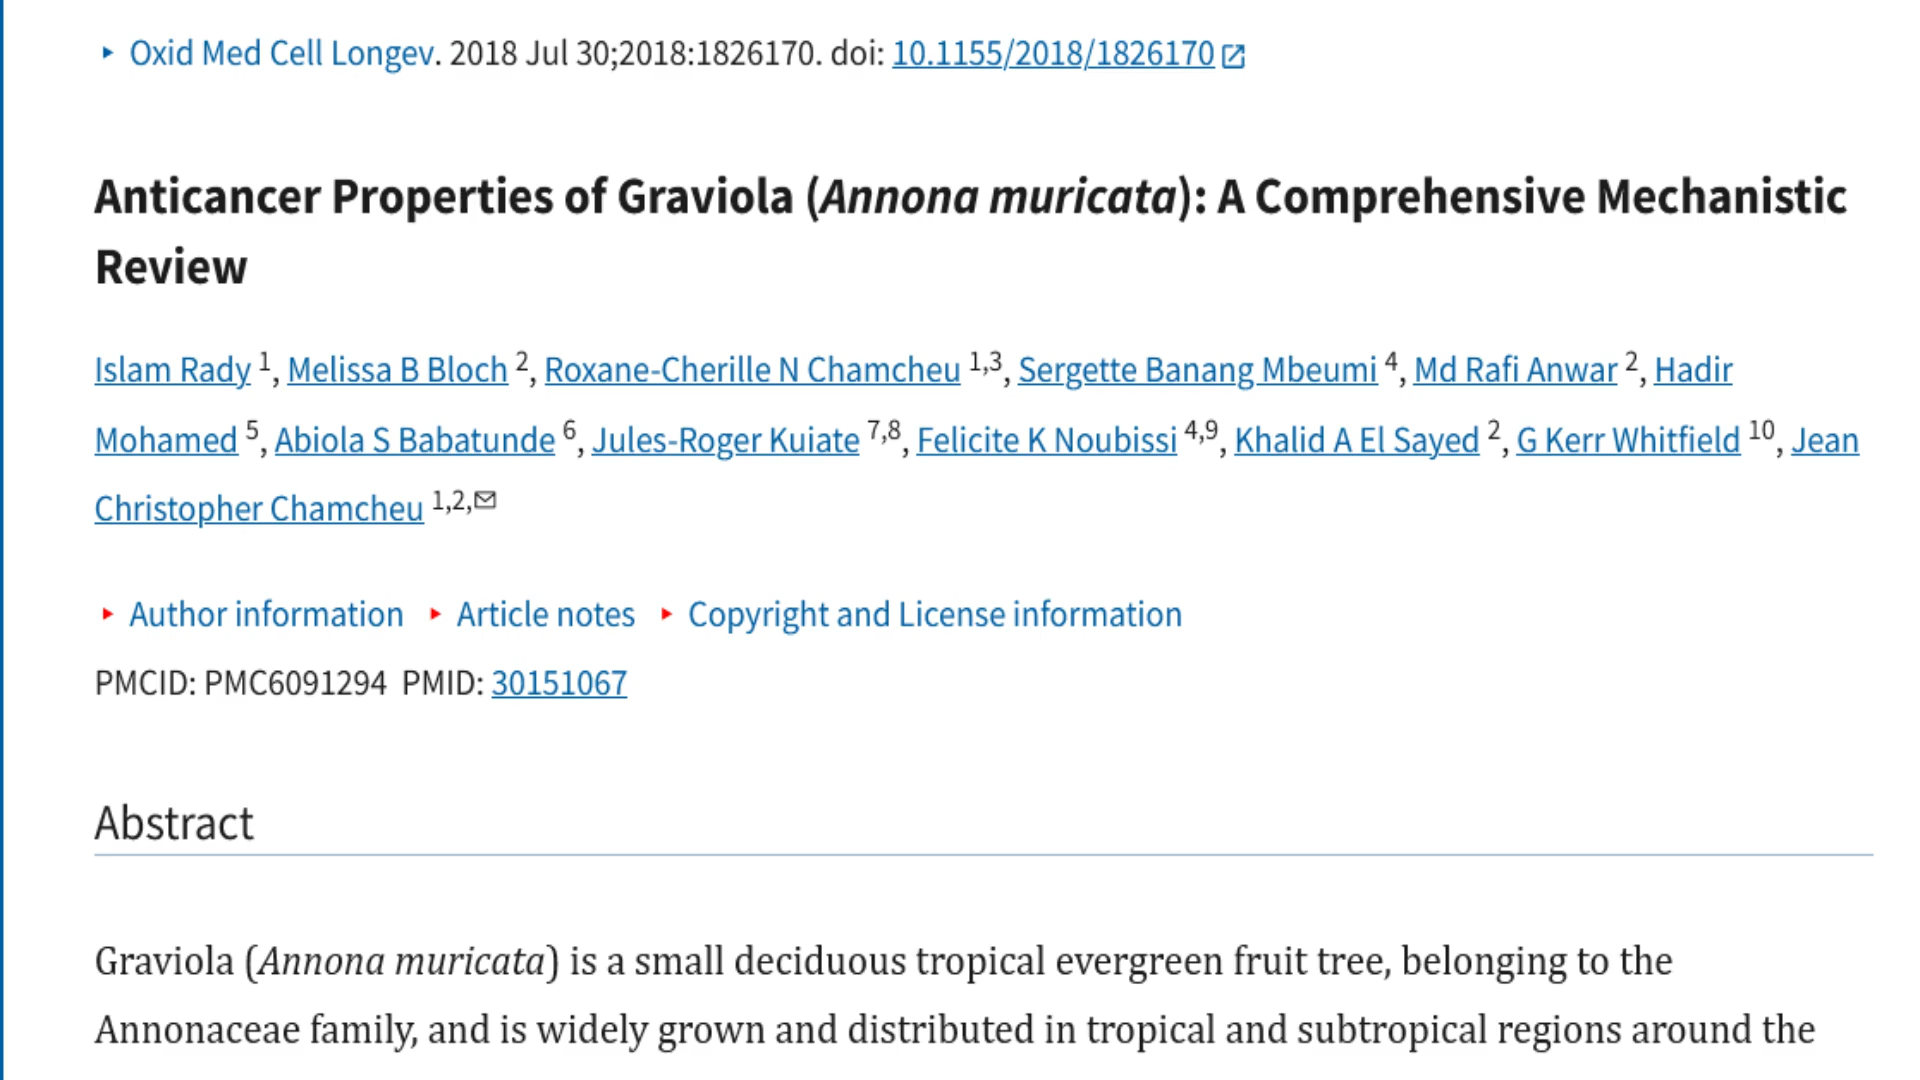 ‣ Oxid Med Cell Longev. 2018 Jul 30;2018:1826170. doi: 10.1155/2018/1826170
Anticancer Properties of Graviola (Annona muricata): A Comprehensive Mechanistic
Review
Islam Rady 1, Melissa B Bloch 2, Roxane-Cherille N Chamcheu 1,3, Sergette Banang Mbeumi 4, Md Rafi Anwar 2, Hadir
Mohamed 5, Abiola S Babatunde 6, Jules-Roger Kuiate 7,8, Felicite K Noubissi 4,9, Khalid A El Sayed 2, G Kerr Whitfield 10, Jean
Christopher Chamcheu 1,2,✉
‣ Author information ‣ Article notes ‣ Copyright and License information
PMCID: PMC6091294 PMID: 30151067
Abstract
Graviola (Annona muricata) is a small deciduous tropical evergreen fruit tree, belonging to the
Annonaceae family, and is widely grown and distributed in tropical and subtropical regions around the